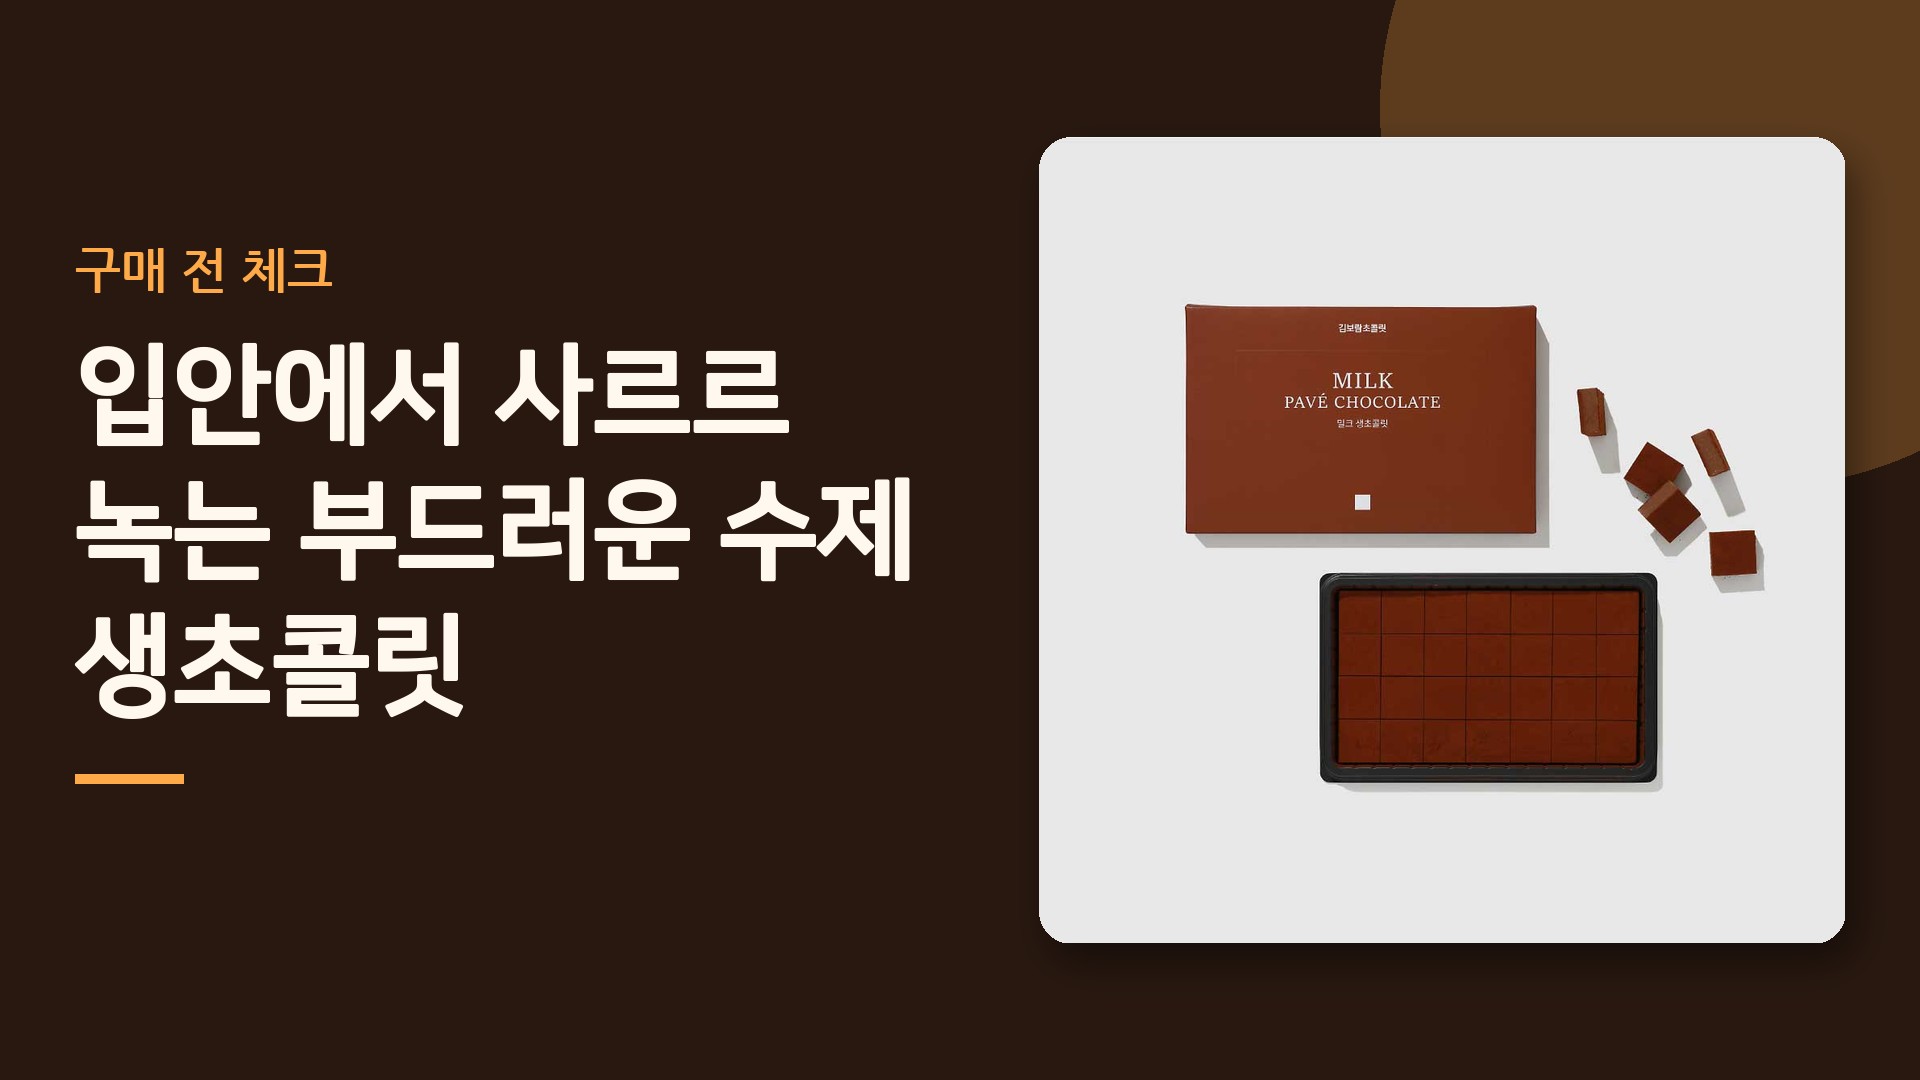 구매 전 체크
입안에서 사르르
녹는 부드러운 수제
생초콜릿
김보람초콜릿
MILK
PAVÉ CHOCOLATE
밀크 생초콜릿